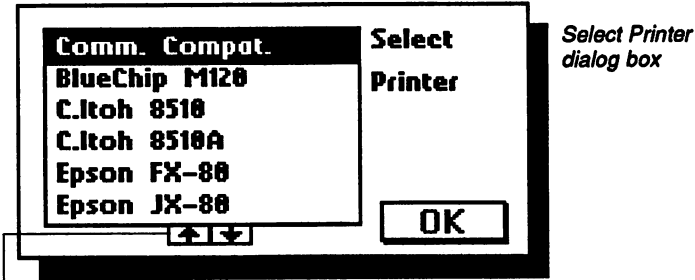 Comm. Compat.
BlueChip M120
C.Itoh 8510
C.Itoh 8510A
Epson FX-80
Epson JX-80
Select
Printer
OK
Select Printer
dialog box